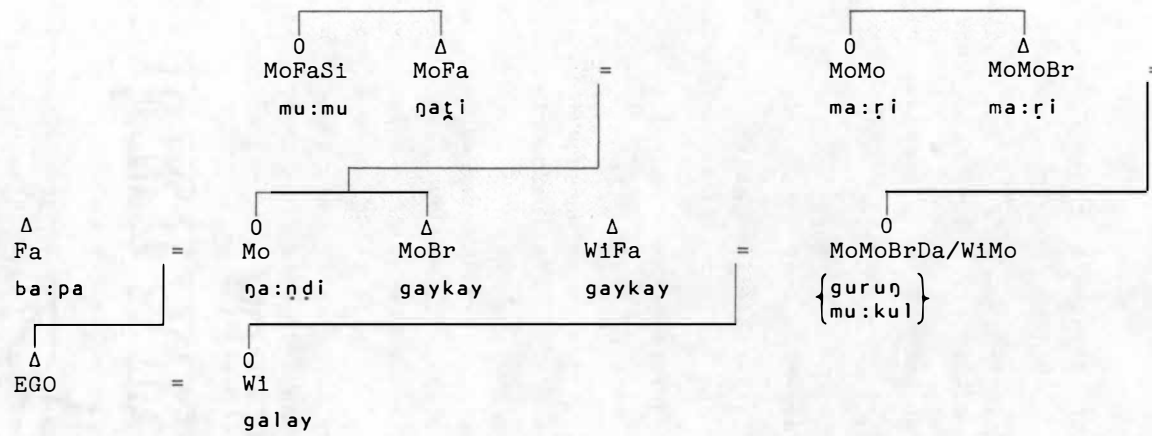 O Δ O Δ
MoFaSi MoFa = MoMo MoMoBr =
mu:mu ŋaṯi ma:ṛi ma:ṛi
Δ O Δ Δ O
Fa = Mo MoBr WiFa = MoMoBrDa/WiMo
ba:pa ŋa:ṇḍi gaykay gaykay {guruŋ
mu:kul}
Δ O
EGO = Wi
galay